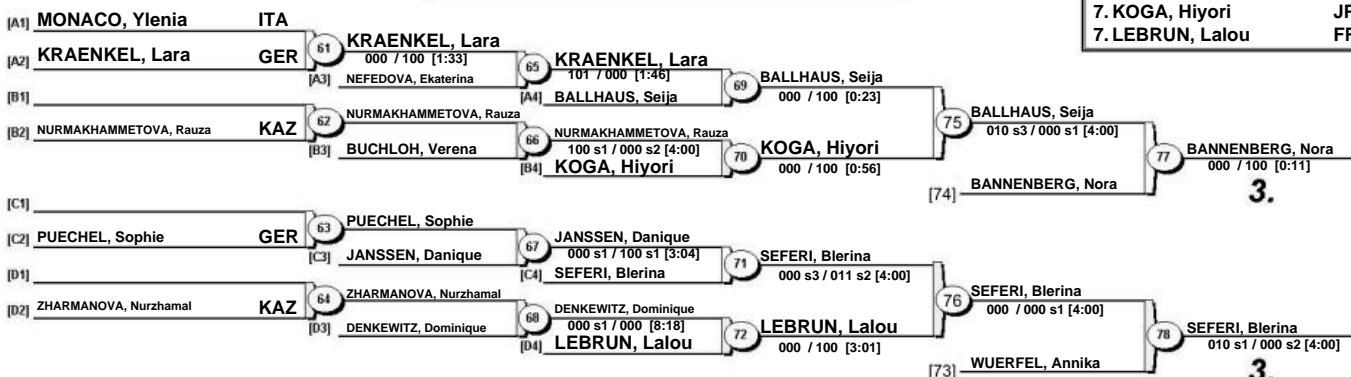 7. KOGA, Hiyori
7. LEBRUN, Lalou
[A1] MONACO, Ylenia ITA
[A2] KRAENKEL, Lara GER
61 KRAENKEL, Lara
000 / 100 [1:33]
[A3] NEFEDOVA, Ekaterina
65 KRAENKEL, Lara
101 / 000 [1:46]
[A4] BALLHAUS, Seija
69 BALLHAUS, Seija
000 / 100 [0:23]
[B1]
[B2] NURMAKHAMMETOVA, Rauza KAZ
62 NURMAKHAMMETOVA, Rauza
[B3] BUCHLOH, Verena
66 NURMAKHAMMETOVA, Rauza
100 s1 / 000 s2 [4:00]
[B4] KOGA, Hiyori
70 KOGA, Hiyori
000 / 100 [0:56]
75 BALLHAUS, Seija
010 s3 / 000 s1 [4:00]
[74] BANNENBERG, Nora
77 BANNENBERG, Nora
000 / 100 [0:11]
3.
[C1]
[C2] PUECHEL, Sophie GER
63 PUECHEL, Sophie
[C3] JANSSEN, Danique
67 JANSSEN, Danique
000 s1 / 100 s1 [3:04]
[C4] SEFERI, Blerina
71 SEFERI, Blerina
000 s3 / 011 s2 [4:00]
[D1]
[D2] ZHARMANOVA, Nurzhamal KAZ
64 ZHARMANOVA, Nurzhamal
[D3] DENKEWITZ, Dominique
68 DENKEWITZ, Dominique
000 s1 / 000 [8:18]
[D4] LEBRUN, Lalou
72 LEBRUN, Lalou
000 / 100 [3:01]
76 SEFERI, Blerina
000 / 000 s1 [4:00]
[73] WUERFEL, Annika
78 SEFERI, Blerina
010 s1 / 000 s2 [4:00]
3.